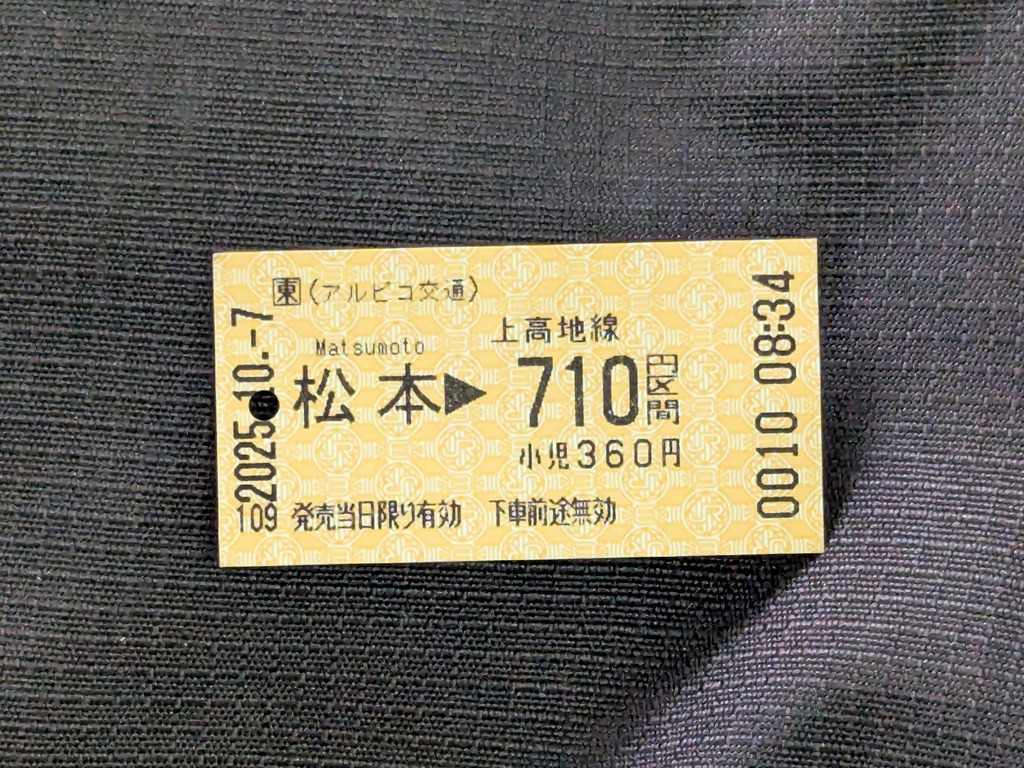 東(アルピコ交通)
上高地線
Matsumoto
松本▶710円区間
小児360円
発売当日限り有効 下車前途無効
2025.10.-7
109
0010 08:34